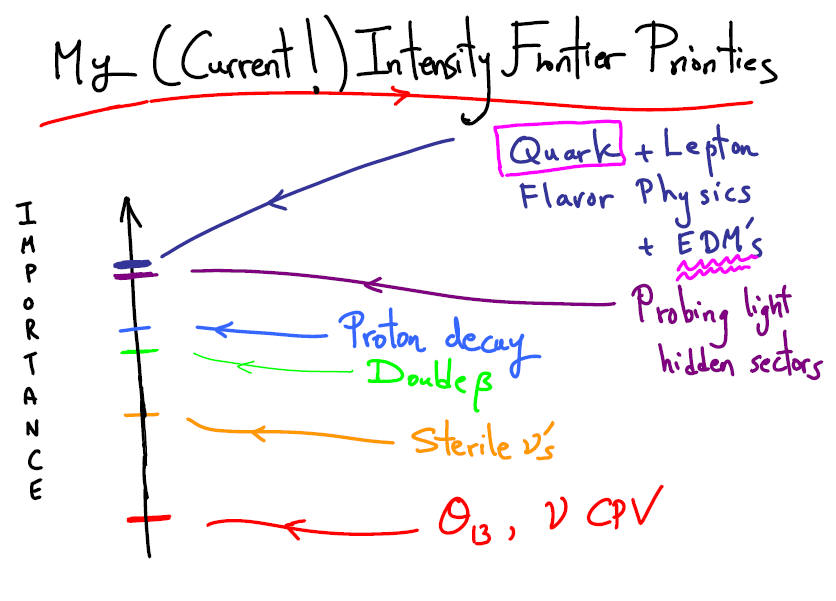 My (Current!) Intensity Frontier Priorities
Quark + Lepton
Flavor Physics
+ EDM's
IMPORTANCE
Probing light
hidden sectors
Proton decay
Double β
Sterile ν's
θ₁₃, ν CPV